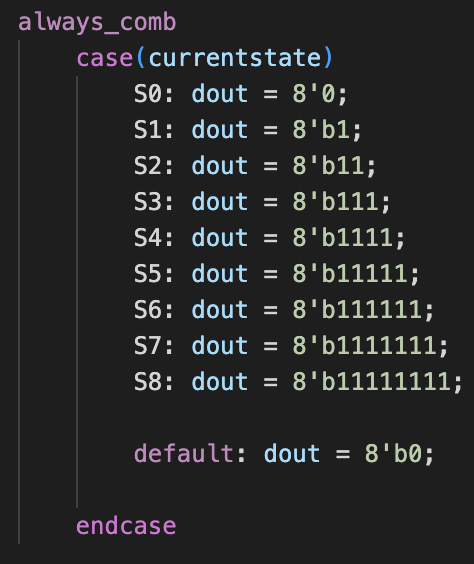 always_comb
case(currentstate)
S0: dout = 8'0;
S1: dout = 8'b1;
S2: dout = 8'b11;
S3: dout = 8'b111;
S4: dout = 8'b1111;
S5: dout = 8'b11111;
S6: dout = 8'b111111;
S7: dout = 8'b1111111;
S8: dout = 8'b11111111;
default: dout = 8'b0;
endcase